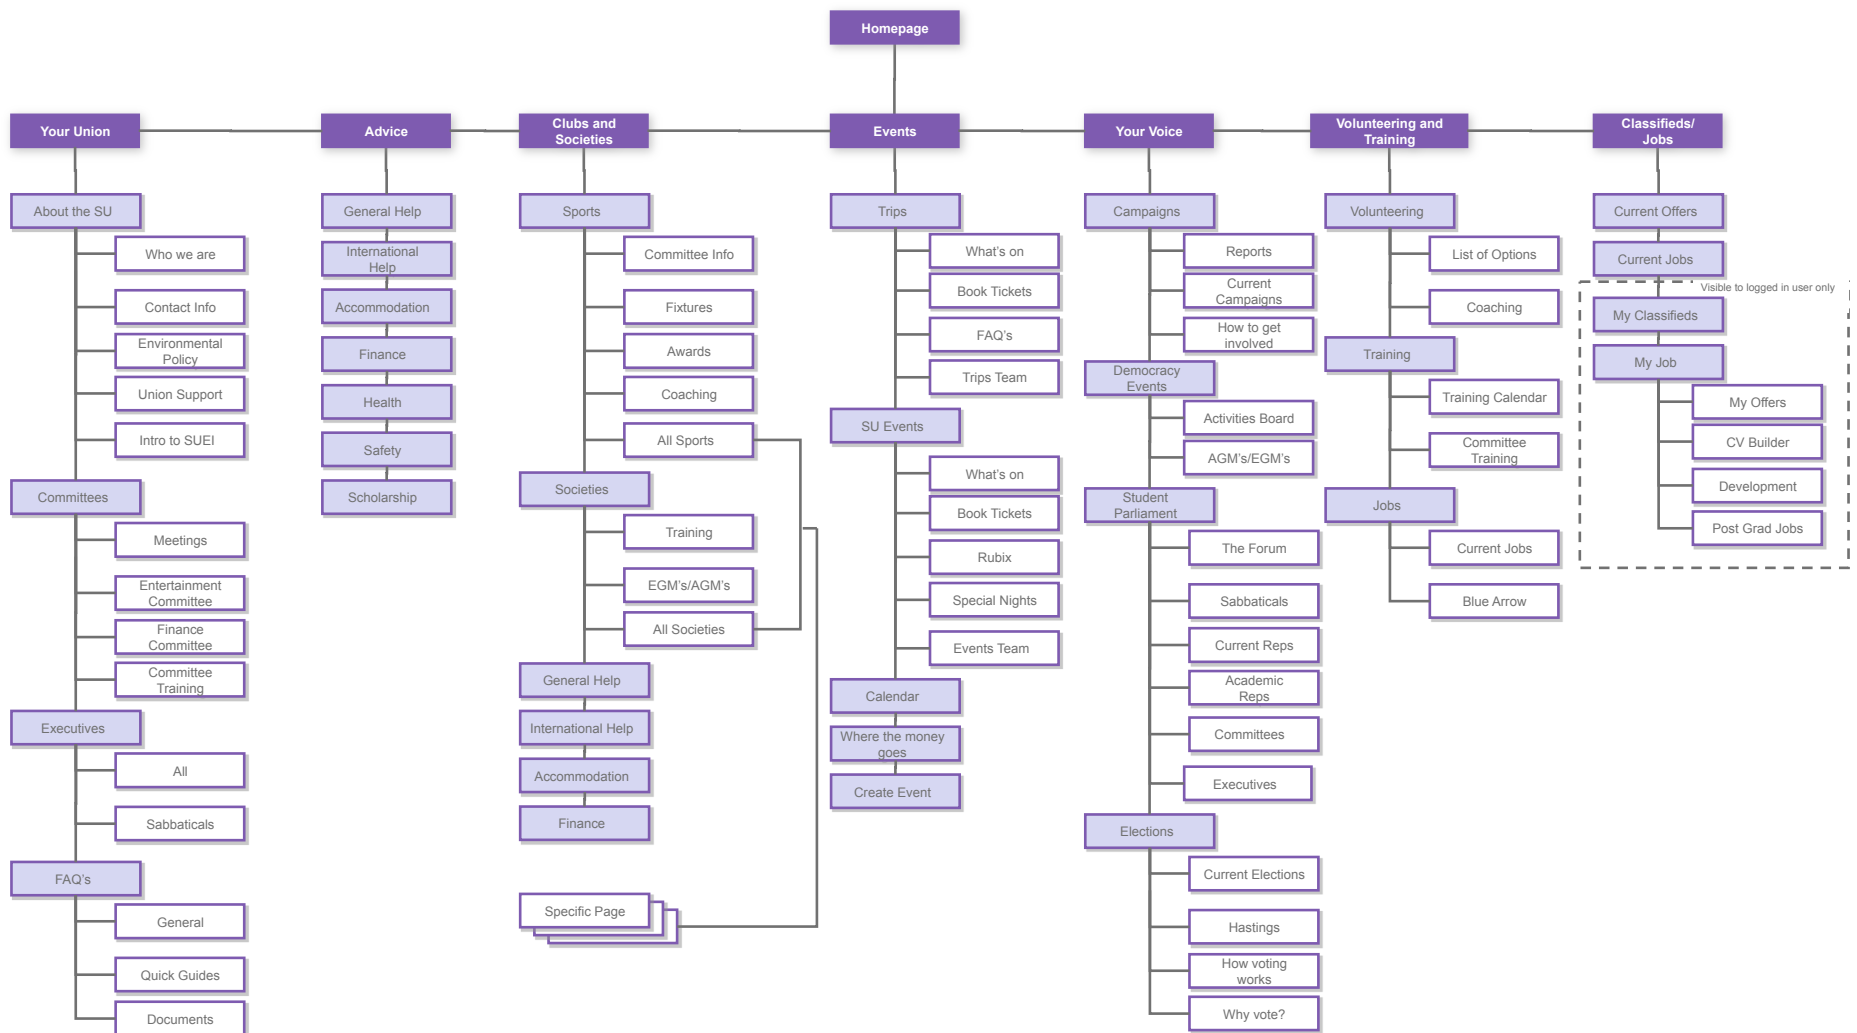 Homepage
Your Union
About the SU
Who we are
Contact Info
Environmental
Policy
Union Support
Intro to SUEI
Committees
Meetings
Entertainment
Committee
Finance
Committee
Committee
Training
Executives
All
Sabbaticals
FAQ's
General
Quick Guides
Documents
Advice
General Help
International
Help
Accommodation
Finance
Health
Safety
Scholarship
Clubs and
Societies
Sports
Committee Info
Fixtures
Awards
Coaching
All Sports
Societies
Training
EGM's/AGM's
All Societies
General Help
International Help
Accommodation
Finance
Specific Page
Events
Trips
What's on
Book Tickets
FAQ's
Trips Team
SU Events
What's on
Book Tickets
Rubix
Special Nights
Events Team
Calendar
Where the money
goes
Create Event
Your Voice
Campaigns
Reports
Current
Campaigns
How to get
involved
Democracy
Events
Activities Board
AGM's/EGM's
Student
Parliament
The Forum
Sabbaticals
Current Reps
Academic
Reps
Committees
Executives
Elections
Current Elections
Hastings
How voting
works
Why vote?
Volunteering and
Training
Volunteering
List of Options
Coaching
Training
Training Calendar
Committee
Training
Jobs
Current Jobs
Blue Arrow
Classifieds/
Jobs
Current Offers
Current Jobs
Visible to logged in user only
My Classifieds
My Job
My Offers
CV Builder
Development
Post Grad Jobs